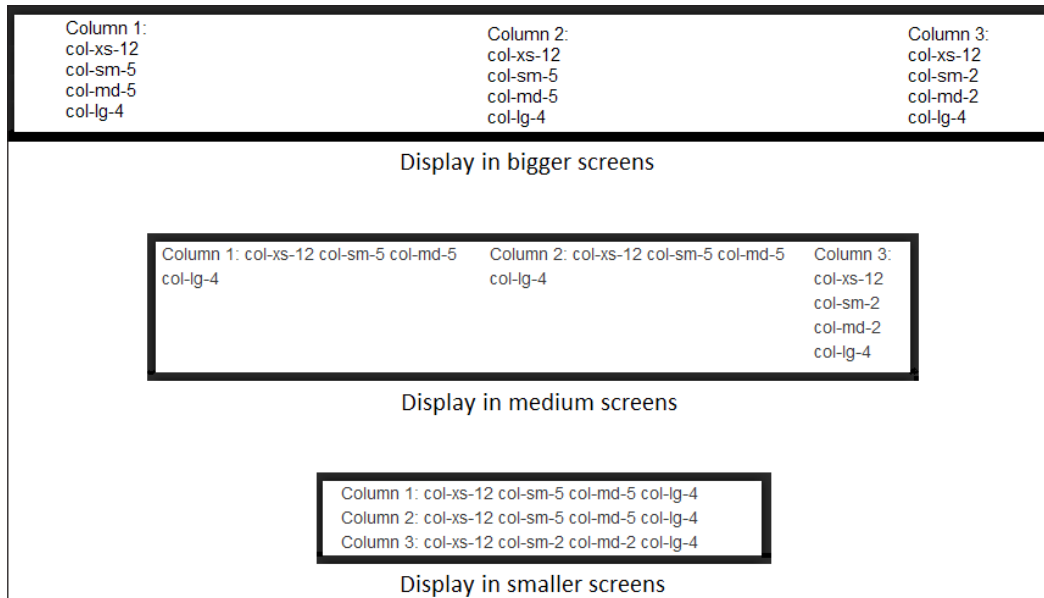 Column 1:
col-xs-12
col-sm-5
col-md-5
col-lg-4
Column 2:
col-xs-12
col-sm-5
col-md-5
col-lg-4
Column 3:
col-xs-12
col-sm-2
col-md-2
col-lg-4
Display in bigger screens
Column 1: col-xs-12 col-sm-5 col-md-5
col-lg-4
Column 2: col-xs-12 col-sm-5 col-md-5
col-lg-4
Column 3:
col-xs-12
col-sm-2
col-md-2
col-lg-4
Display in medium screens
Column 1: col-xs-12 col-sm-5 col-md-5 col-lg-4
Column 2: col-xs-12 col-sm-5 col-md-5 col-lg-4
Column 3: col-xs-12 col-sm-2 col-md-2 col-lg-4
Display in smaller screens